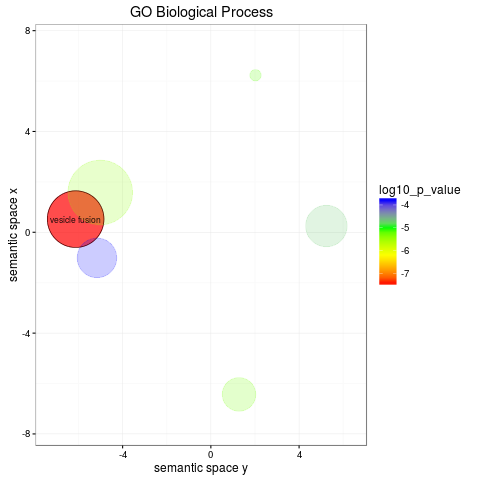 GO Biological Process
8
4
0
-4
-8
semantic space x
vesicle fusion
-4
0
4
semantic space y
log10_p_value
-4
-5
-6
-7